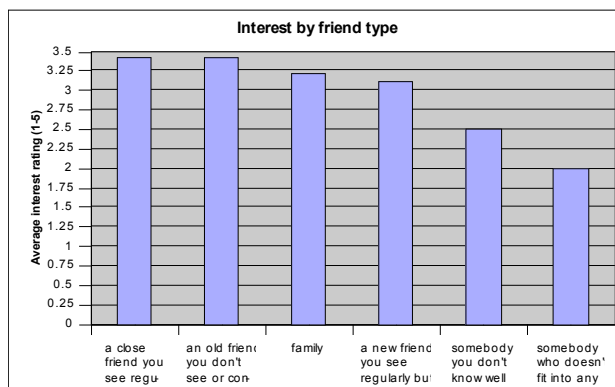 Interest by friend type
Average interest rating (1-5)
3.5
3.25
3
2.75
2.5
2.25
2
1.75
1.5
1.25
1
0.75
0.5
0.25
0
a close
friend you
see regu-
an old friend
you don't
see or con-
family
a new friend
you see
regularly but
somebody
you don't
know well
somebody
who doesn'
fit into any